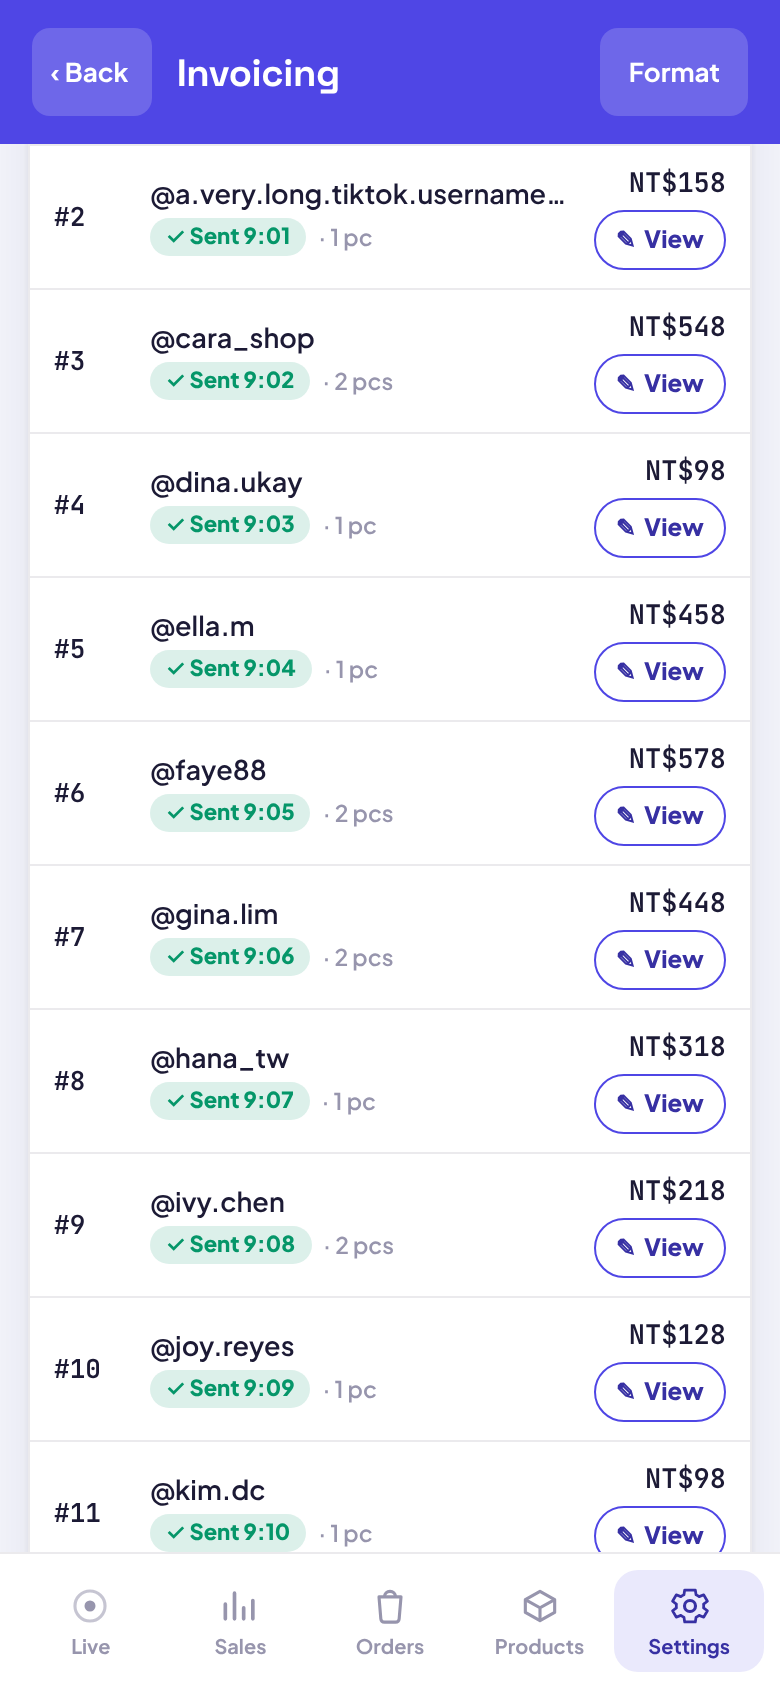 ‹ Back
Invoicing
Format
#2
@a.very.long.tiktok.username...
NT$158
✓ Sent 9:01 · 1 pc
✎ View
#3
@cara_shop
NT$548
✓ Sent 9:02 · 2 pcs
✎ View
#4
@dina.ukay
NT$98
✓ Sent 9:03 · 1 pc
✎ View
#5
@ella.m
NT$458
✓ Sent 9:04 · 1 pc
✎ View
#6
@faye88
NT$578
✓ Sent 9:05 · 2 pcs
✎ View
#7
@gina.lim
NT$448
✓ Sent 9:06 · 2 pcs
✎ View
#8
@hana_tw
NT$318
✓ Sent 9:07 · 1 pc
✎ View
#9
@ivy.chen
NT$218
✓ Sent 9:08 · 2 pcs
✎ View
#10
@joy.reyes
NT$128
✓ Sent 9:09 · 1 pc
✎ View
#11
@kim.dc
NT$98
✓ Sent 9:10 · 1 pc
✎ View
Live
Sales
Orders
Products
Settings